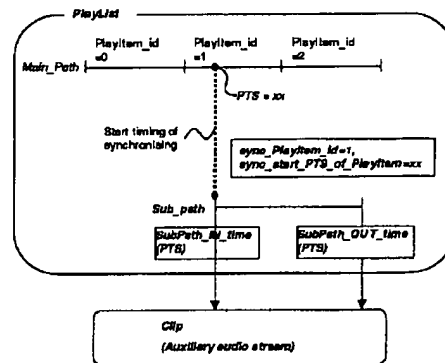 PlayList
PlayItem_id
=0
PlayItem_id
=1
PlayItem_id
=2
Main_Path
PTS = xx
Start timing of
synchronising
sync_PlayItem_id=1,
sync_start_PTS_of_PlayItem=xx
Sub_path
SubPath_IN_time
(PTS)
SubPath_OUT_time
(PTS)
Clip
(Auxiliary audio stream)